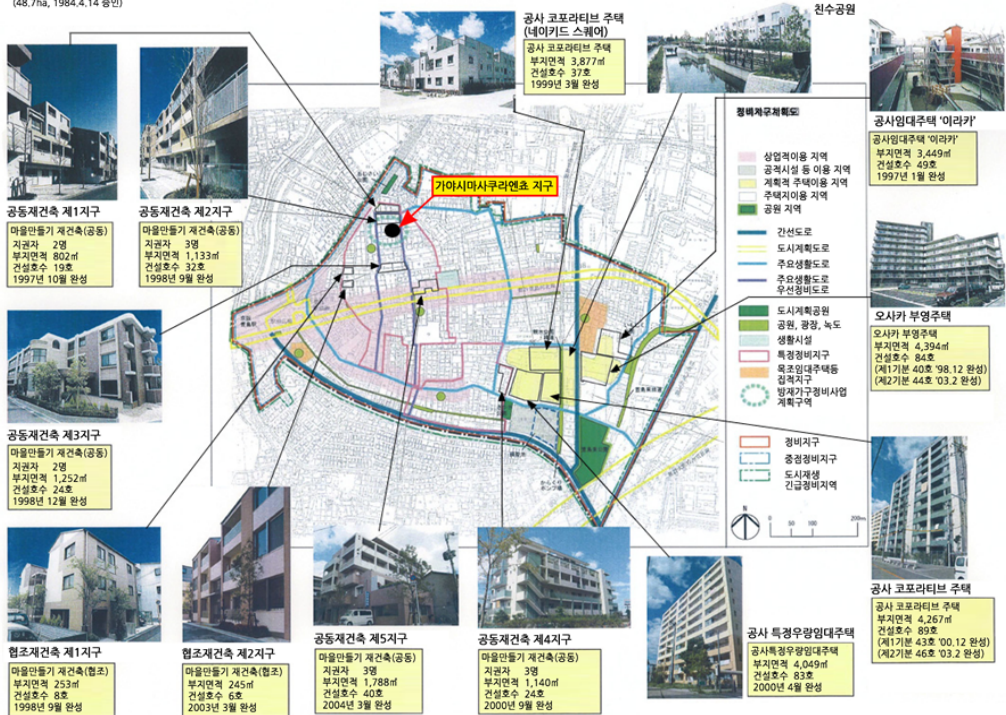 (48.7ha, 1984.4.14 승인)
공사 코포라티브 주택
(네이키드 스퀘어)
공사 코포라티브 주택
부지면적 3,877㎡
건설호수 37호
1999년 3월 완성
친수공원
공사임대주택 '이라카'
공사임대주택 '이라카'
부지면적 3,449㎡
건설호수 49호
1997년 1월 완성
공동재건축 제1지구
마을만들기 재건축(공동)
지권자 2명
부지면적 802㎡
건설호수 19호
1997년 10월 완성
공동재건축 제2지구
마을만들기 재건축(공동)
지권자 3명
부지면적 1,133㎡
건설호수 32호
1998년 9월 완성
가야시마사쿠라엔쵸 지구
상업적이용 지역
공적시설 등 이용 지역
계획적 주택이용 지역
주택지이용 지역
공원 지역
간선도로
도시계획도로
주요생활도로
주요생활도로
우선정비도로
도시계획공원
공원, 광장, 녹도
생활시설
특정정비지구
목조임대주택등
집적지구
방재가구정비사업
계획구역
정비지구
중점정비지구
도시재생
긴급정비지역
N
0 50 100 200m
오사카 부영주택
오사카 부영주택
부지면적 4,394㎡
건설호수 84호
(제1기분 40호 '98.12 완성)
(제2기분 44호 '03.2 완성)
공동재건축 제3지구
마을만들기 재건축(공동)
지권자 2명
부지면적 1,252㎡
건설호수 24호
1998년 12월 완성
공사 코포라티브 주택
공사 코포라티브 주택
부지면적 4,267㎡
건설호수 89호
(제1기분 43호 '00.12 완성)
(제2기분 46호 '03.2 완성)
협조재건축 제1지구
마을만들기 재건축(협조)
부지면적 253㎡
건설호수 8호
1998년 9월 완성
협조재건축 제2지구
마을만들기 재건축(협조)
부지면적 245㎡
건설호수 6호
2003년 3월 완성
공동재건축 제5지구
마을만들기 재건축(공동)
지권자 3명
부지면적 1,788㎡
건설호수 40호
2004년 3월 완성
공동재건축 제4지구
마을만들기 재건축(공동)
지권자 3명
부지면적 1,140㎡
건설호수 24호
2000년 9월 완성
공사 특정우량임대주택
공사특정우량임대주택
부지면적 4,049㎡
건설호수 83호
2000년 4월 완성